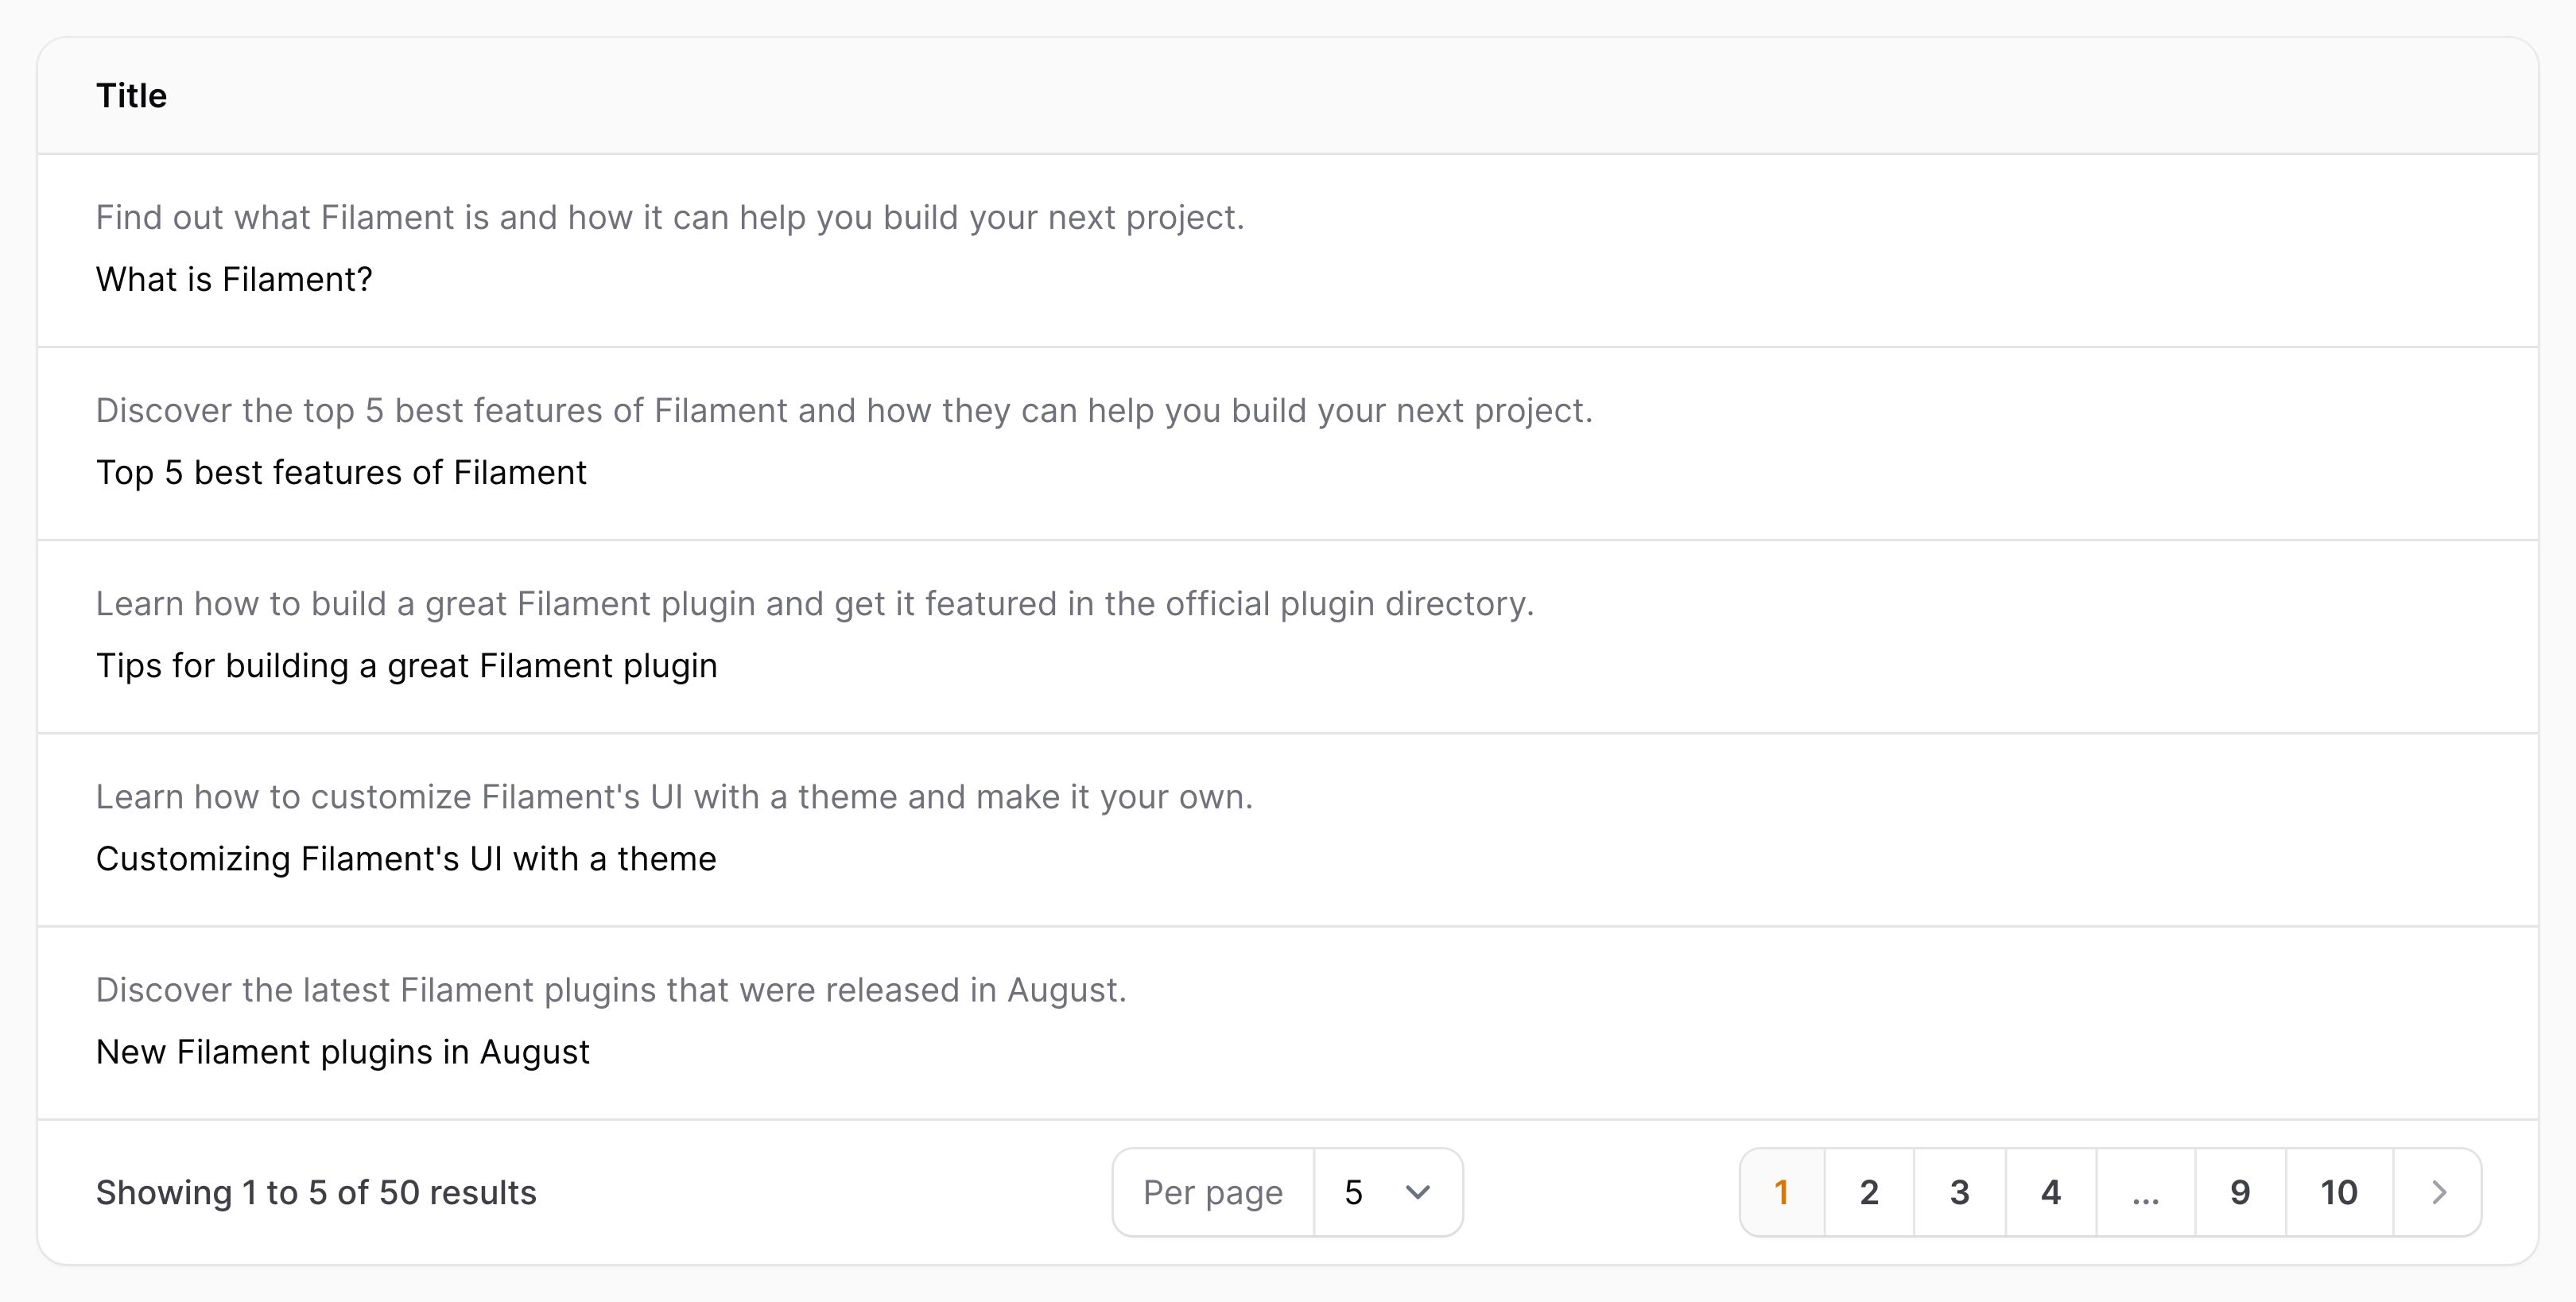 Title
Find out what Filament is and how it can help you build your next project.
What is Filament?
Discover the top 5 best features of Filament and how they can help you build your next project.
Top 5 best features of Filament
Learn how to build a great Filament plugin and get it featured in the official plugin directory.
Tips for building a great Filament plugin
Learn how to customize Filament's UI with a theme and make it your own.
Customizing Filament's UI with a theme
Discover the latest Filament plugins that were released in August.
New Filament plugins in August
Showing 1 to 5 of 50 results Per page 5 1 2 3 4 ... 9 10